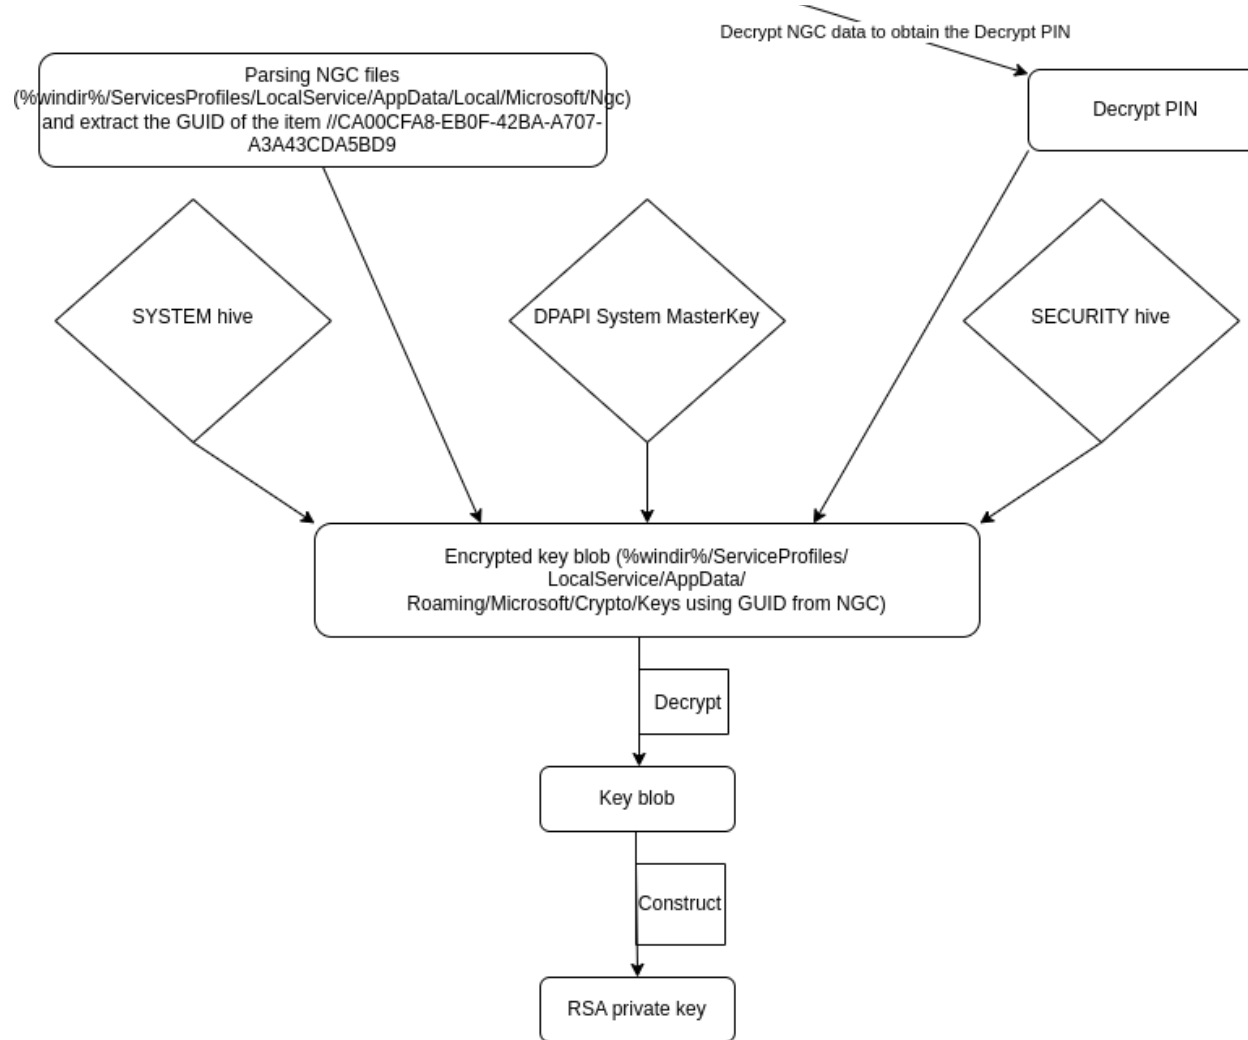 Decrypt NGC data to obtain the Decrypt PIN
Parsing NGC files
(%windir%/ServicesProfiles/LocalService/AppData/Local/Microsoft/Ngc)
and extract the GUID of the item //CA00CFA8-EB0F-42BA-A707-
A3A43CDA5BD9
Decrypt PIN
SYSTEM hive
DPAPI System MasterKey
SECURITY hive
Encrypted key blob (%windir%/ServiceProfiles/
LocalService/AppData/
Roaming/Microsoft/Crypto/Keys using GUID from NGC)
Decrypt
Key blob
Construct
RSA private key